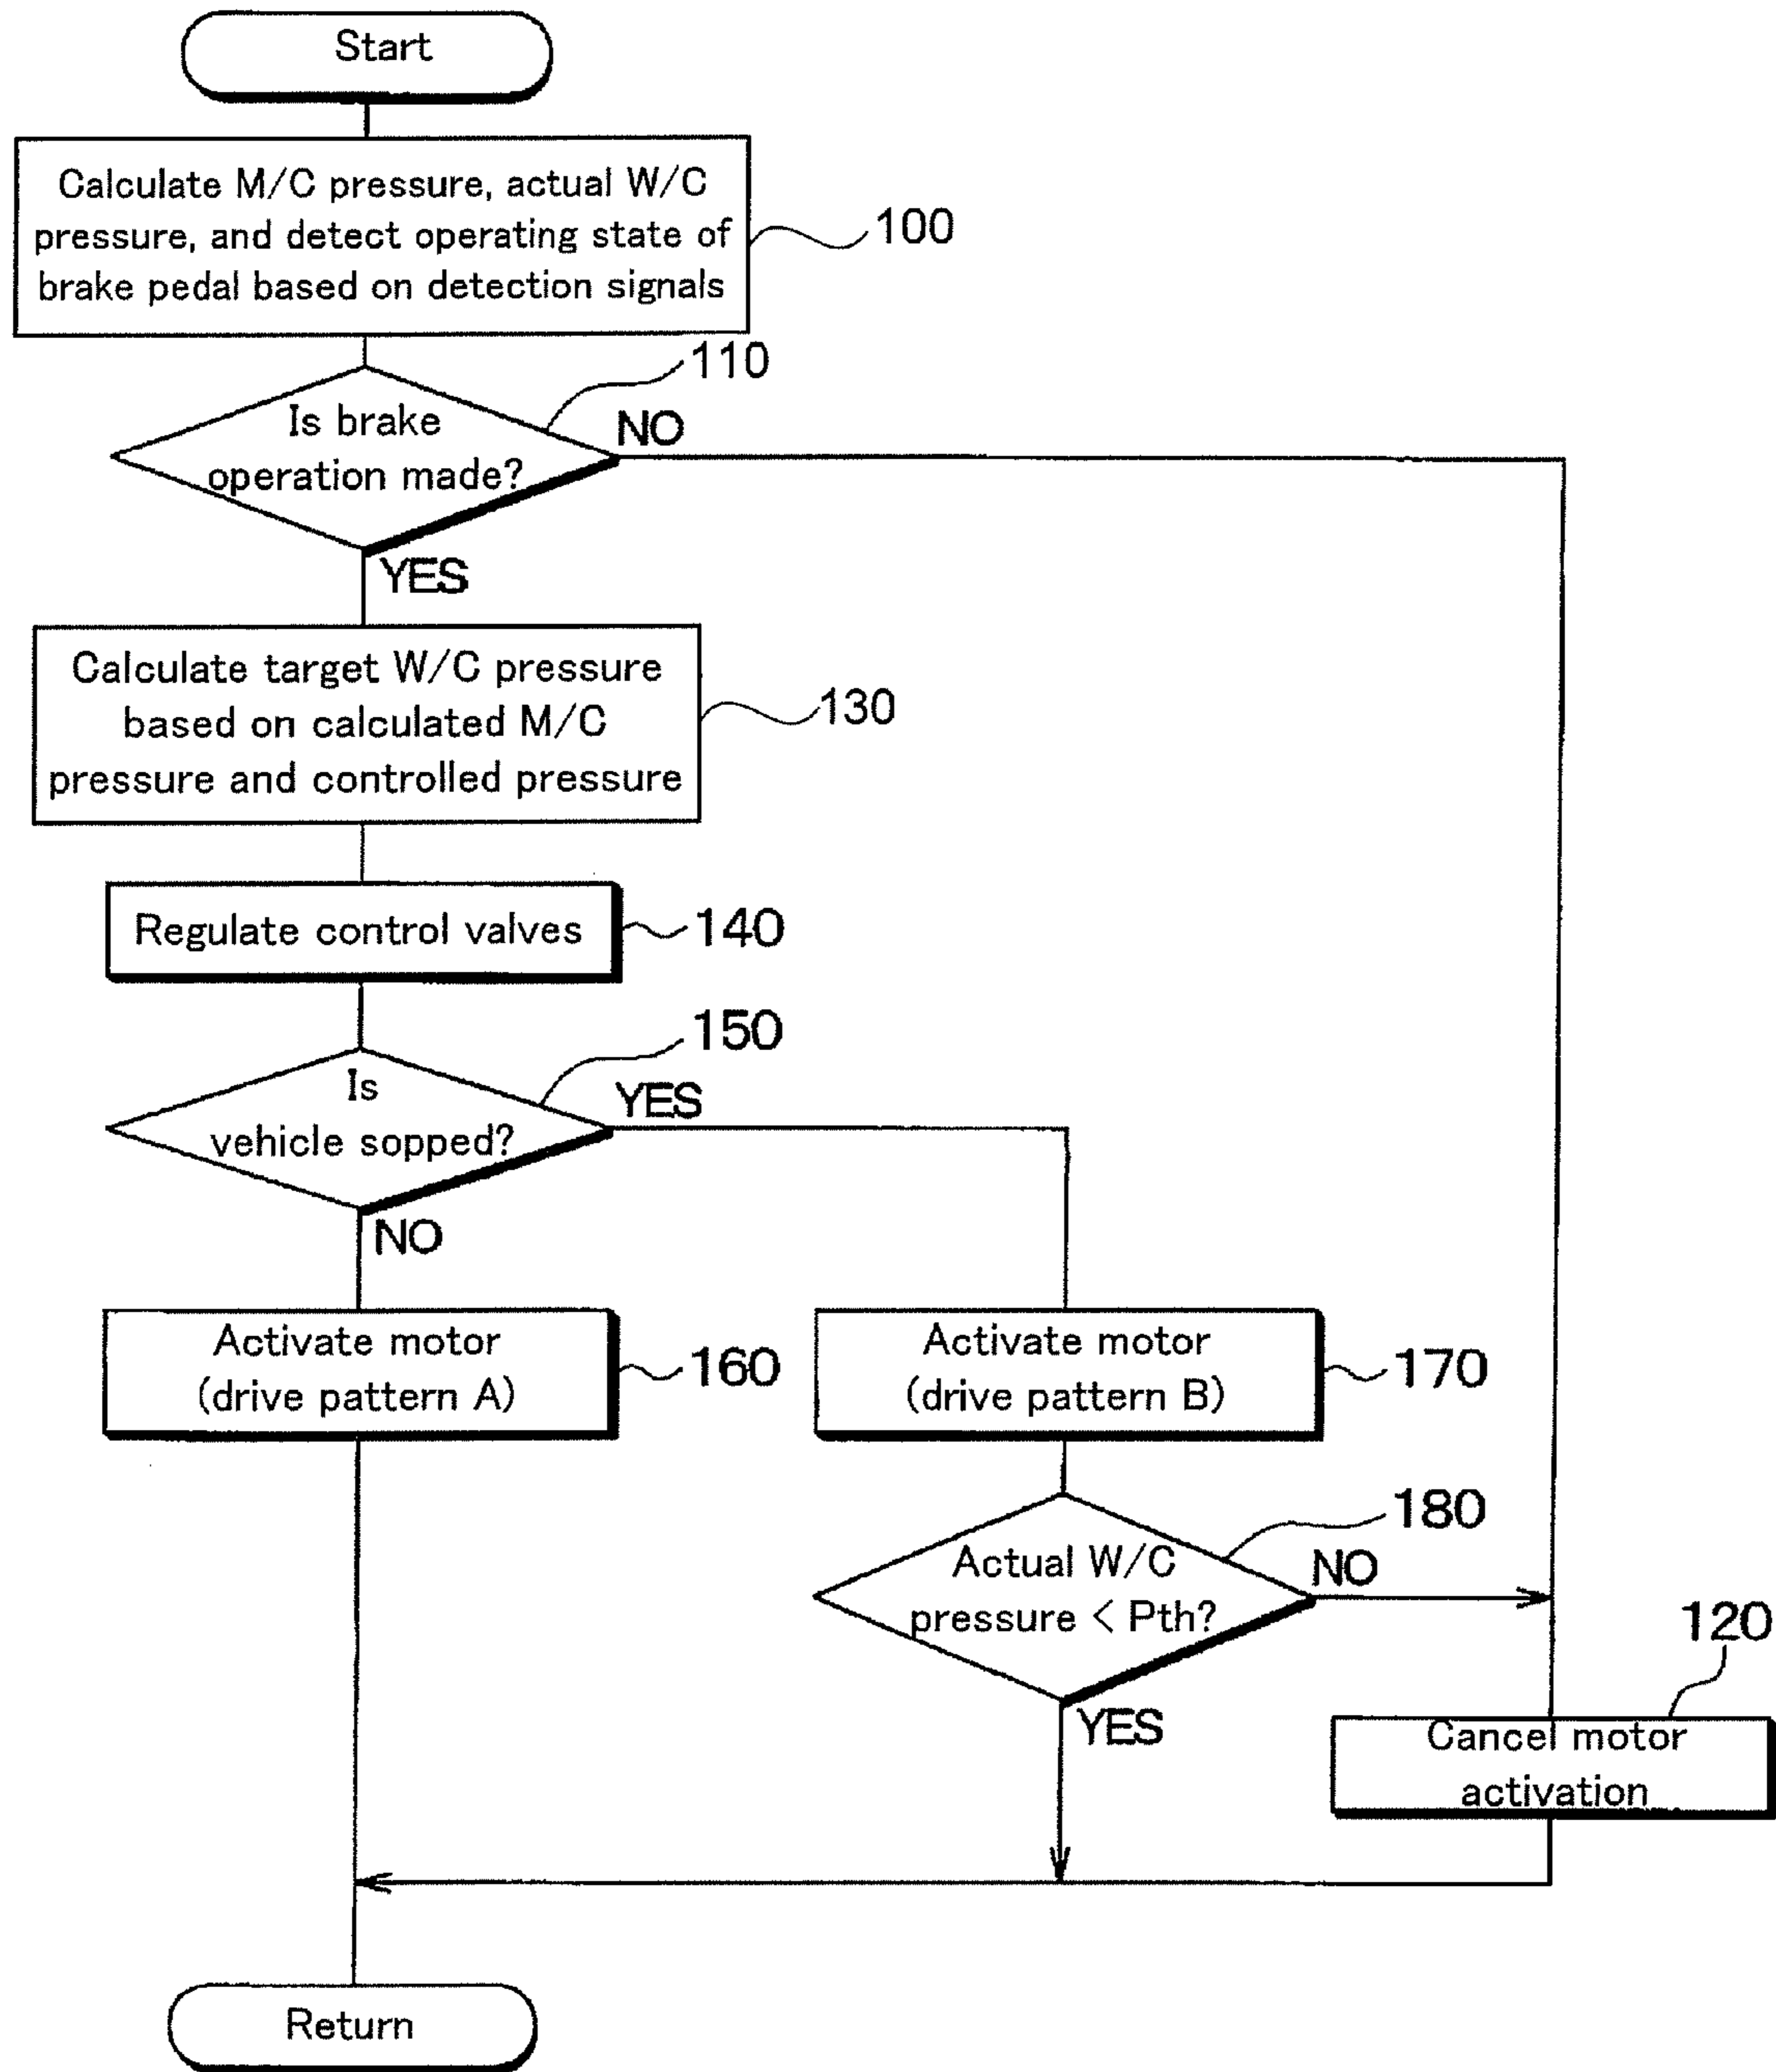 Start
Calculate M/C pressure, actual W/C
pressure, and detect operating state of
brake pedal based on detection signals
100
110
Is brake
operation made?
NO
YES
Calculate target W/C pressure
based on calculated M/C
pressure and controlled pressure
130
Regulate control valves
140
150
Is
vehicle sopped?
YES
NO
Activate motor
(drive pattern A)
160
Activate motor
(drive pattern B)
170
180
Actual W/C
pressure < Pth?
NO
YES
120
Cancel motor
activation
Return